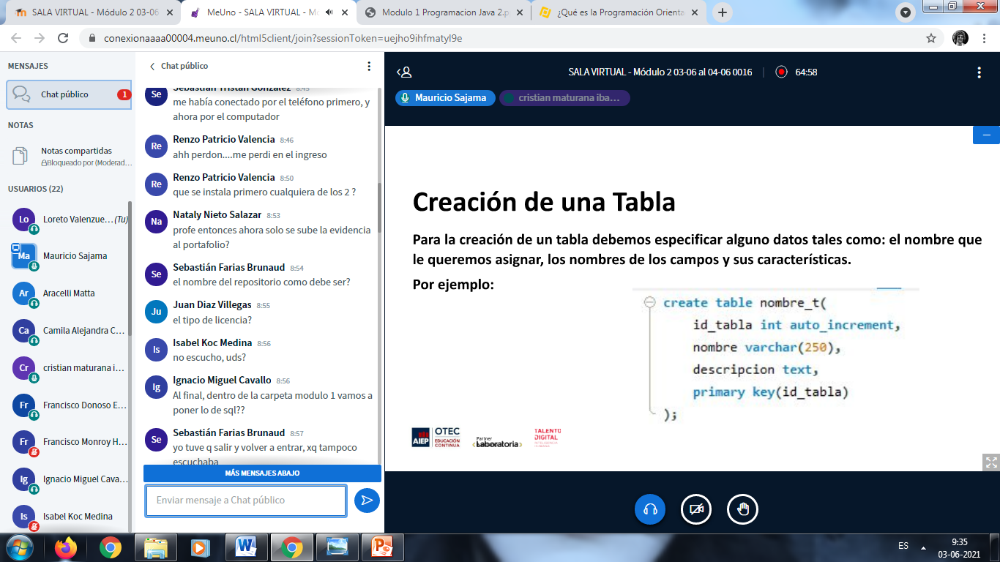 SALA VIRTUAL - Módulo 2 03-06
MeUno - SALA VIRTUAL - Mó
Modulo 1 Programacion Java 2.p
¿Qué es la Programación Orienta
conexionaaaa00004.meuno.cl/html5client/join?sessionToken=uejho9ihfmatyl9e
MENSAJES
Chat público
1
NOTAS
Notas compartidas
Bloqueado por (Moderad...
USUARIOS (22)
Lo
Loreto Valenzue... (Tu)
Ma
Mauricio Sajama
Ar
Aracelli Matta
Ca
Camila Alejandra C...
Cr
cristian maturana i...
Fr
Francisco Donoso E...
Fr
Francisco Monroy H...
Ig
Ignacio Miguel Cava...
Is
Isabel Koc Medina
Chat público
Se
Sebastián Tristán González 8:45
me había conectado por el teléfono primero, y
ahora por el computador
Re
Renzo Patricio Valencia 8:46
ahh perdon....me perdi en el ingreso
Re
Renzo Patricio Valencia 8:50
que se instala primero cualquiera de los 2 ?
Na
Nataly Nieto Salazar 8:53
profe entonces ahora solo se sube la evidencia
al portafolio?
Se
Sebastián Farias Brunaud 8:54
el nombre del repositorio como debe ser?
Ju
Juan Diaz Villegas 8:55
el tipo de licencia?
Is
Isabel Koc Medina 8:56
no escucho, uds?
Ig
Ignacio Miguel Cavallo 8:56
Al final, dentro de la carpeta modulo 1 vamos a
poner lo de sql??
Se
Sebastián Farias Brunaud 8:57
yo tuve q salir y volver a entrar, xq tampoco
escuchaba
MÁS MENSAJES ABAJO
Enviar mensaje a Chat público
SALA VIRTUAL - Módulo 2 03-06 al 04-06 0016
64:58
Mauricio Sajama
cristian maturana iba...
Creación de una Tabla
Para la creación de un tabla debemos especificar alguno datos tales como: el nombre que
le queremos asignar, los nombres de los campos y sus características.
Por ejemplo:
create table nombre_t(
id_tabla int auto_increment,
nombre varchar(250),
descripcion text,
primary key(id_tabla)
);
AIEP
OTEC
EDUCACIÓN
CONTINUA
Partner
Laboratoria
TALENTO
DIGITAL
ES
9:35
03-06-2021